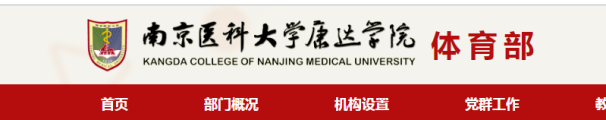 南京医科大学康达学院 体育部
KANGDA COLLEGE OF NANJING MEDICAL UNIVERSITY
首页 部门概况 机构设置 党群工作